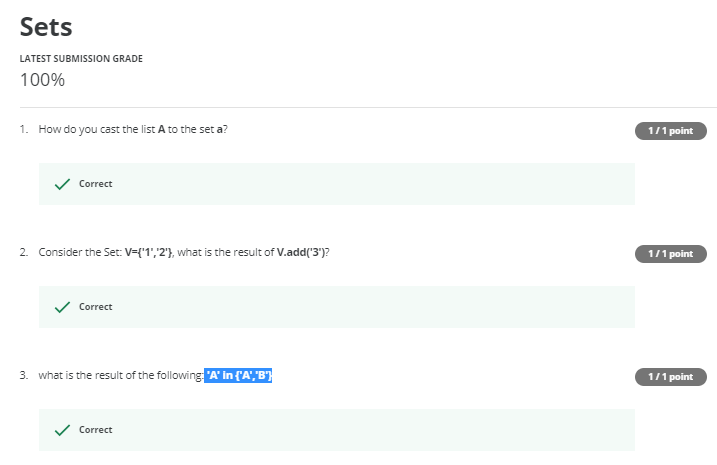 Sets
LATEST SUBMISSION GRADE
100%
1. How do you cast the list A to the set a?
1 / 1 point
Correct
2. Consider the Set: V={'1','2'}, what is the result of V.add('3')?
1 / 1 point
Correct
3. what is the result of the following: 'A' in {'A','B'}
1 / 1 point
Correct